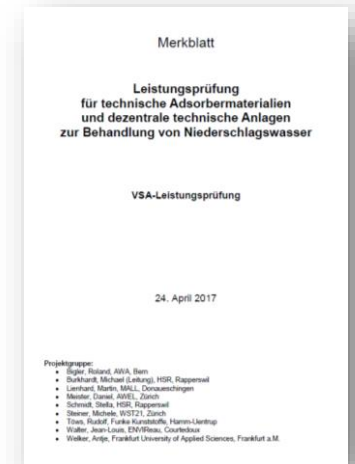 Merkblatt
Leistungsprüfung
für technische Adsorbermaterialien
und dezentrale technische Anlagen
zur Behandlung von Niederschlagswasser
VSA-Leistungsprüfung
24. April 2017
Projektgruppe:
• Bigler, Roland, AWA, Bern
• Burkhardt, Michael (Leitung), HSR, Rapperswil
• Lienhard, Martin, MALL, Donaueschingen
• Meister, Daniel, AWEL, Zürich
• Schmidt, Stella, HSR, Rapperswil
• Steiner, Michele, WST21, Zürich
• Töws, Rudolf, Funke Kunststoffe, Hamm-Uentrup
• Walter, Jean-Louis, ENVIReau, Courtedoux
• Welker, Antje, Frankfurt University of Applied Sciences, Frankfurt a.M.